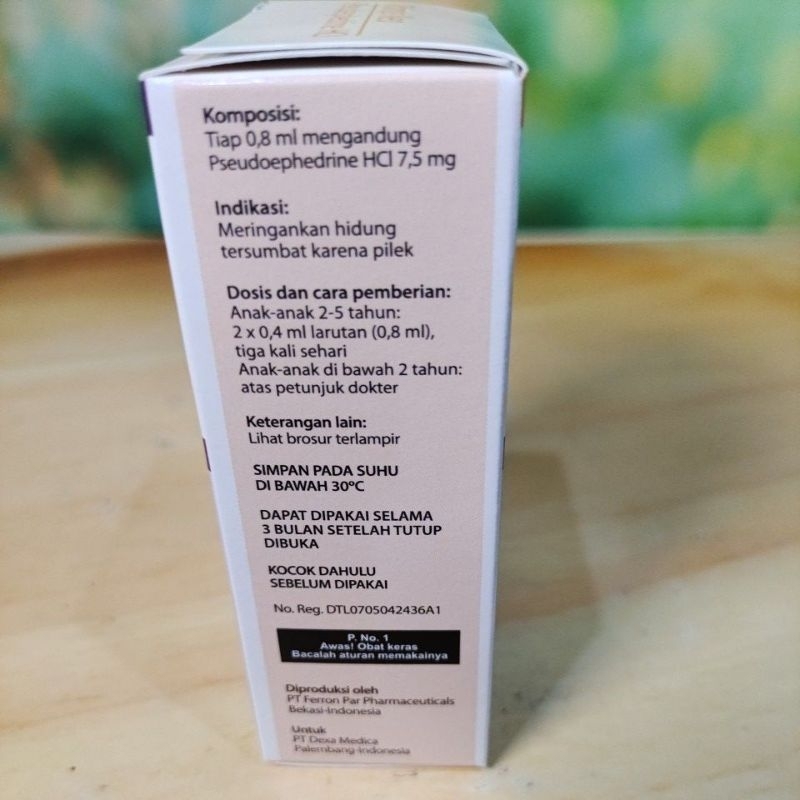 Komposisi:
Tiap 0,8 ml mengandung
Pseudoephedrine HCl 7,5 mg
Indikasi:
Meringankan hidung
tersumbat karena pilek
Dosis dan cara pemberian:
Anak-anak 2-5 tahun:
2 x 0,4 ml larutan (0,8 ml),
tiga kali sehari
Anak-anak di bawah 2 tahun:
atas petunjuk dokter
Keterangan lain:
Lihat brosur terlampir
SIMPAN PADA SUHU
DI BAWAH 30°C
DAPAT DIPAKAI SELAMA
3 BULAN SETELAH TUTUP
DIBUKA
KOCOK DAHULU
SEBELUM DIPAKAI
No. Reg. DTL0705042436A1
P. No. 1
Awas! Obat keras
Bacalah aturan memakainya
Diproduksi oleh
PT Ferron Par Pharmaceuticals
Bekasi-Indonesia
Untuk
PT Dexa Medica
Palembang-Indonesia